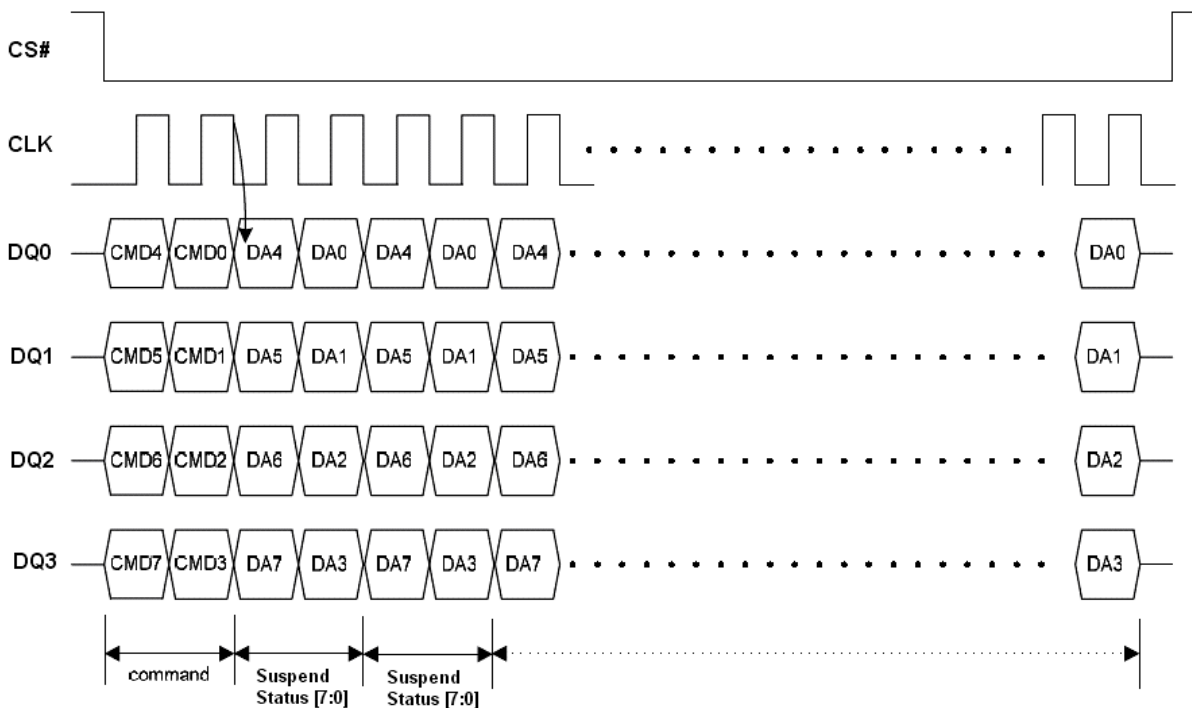 CS#
CLK
DQ0 CMD4 CMD0 DA4 DA0 DA4 DA0 DA4 DA0
DQ1 CMD5 CMD1 DA5 DA1 DA5 DA1 DA5 DA1
DQ2 CMD6 CMD2 DA6 DA2 DA6 DA2 DA6 DA2
DQ3 CMD7 CMD3 DA7 DA3 DA7 DA3 DA7 DA3
command
Suspend
Status [7:0]
Suspend
Status [7:0]